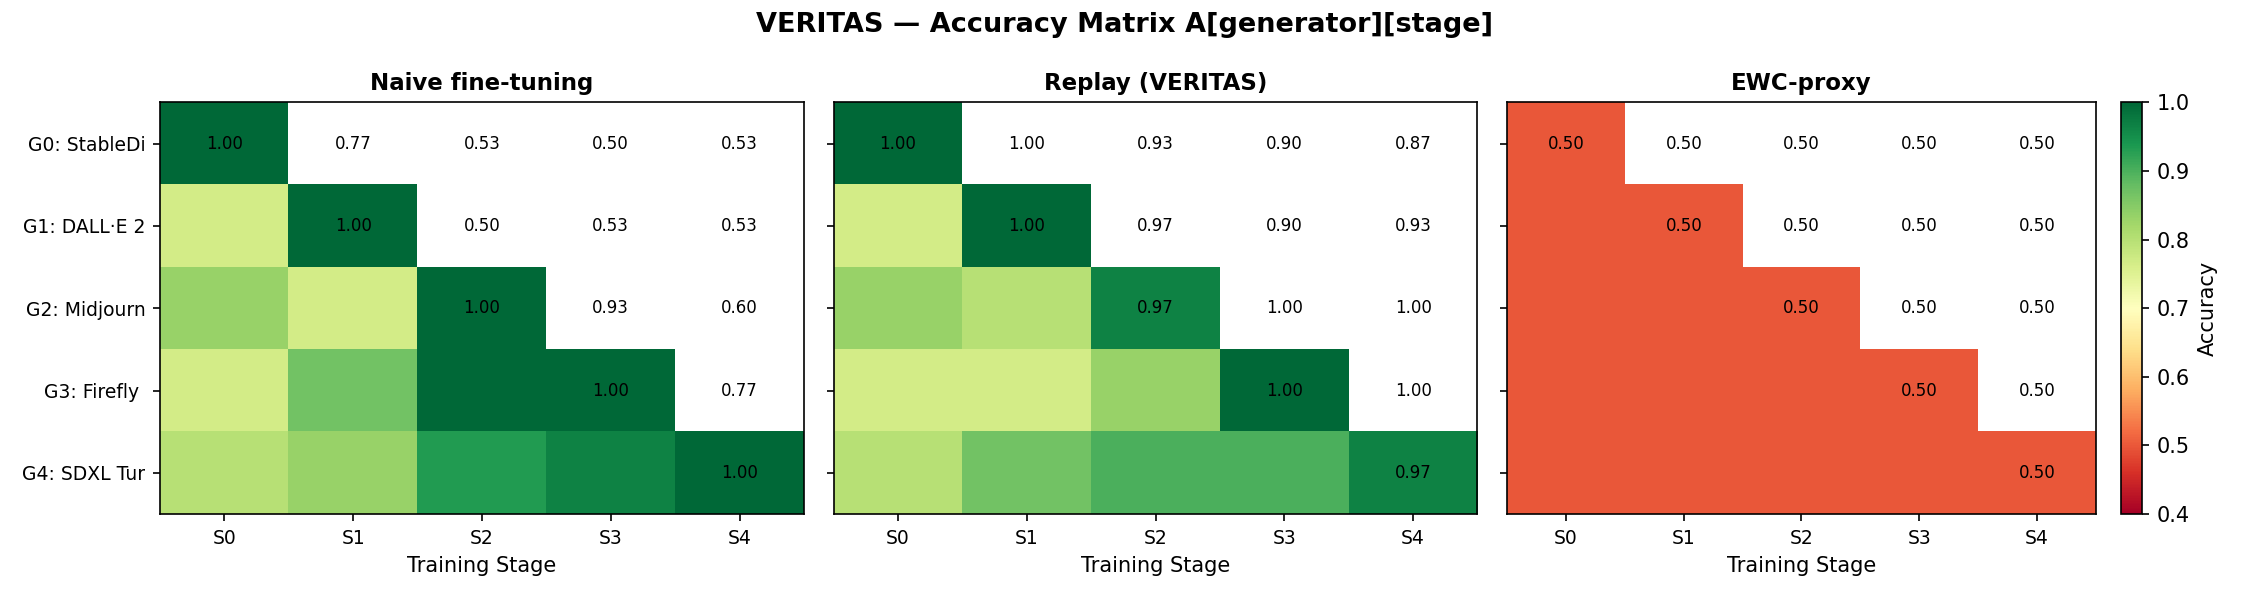 VERITAS — Accuracy Matrix A[generator][stage]
Naive fine-tuning
Replay (VERITAS)
EWC-proxy
G0: StableDi
1.00 0.77 0.53 0.50 0.53
1.00 1.00 0.93 0.90 0.87
0.50 0.50 0.50 0.50 0.50
G1: DALL·E 2
1.00 0.50 0.53 0.53
1.00 0.97 0.90 0.93
0.50 0.50 0.50 0.50
G2: Midjourn
1.00 0.93 0.60
0.97 1.00 1.00
0.50 0.50 0.50
G3: Firefly
1.00 0.77
1.00 1.00
0.50 0.50
G4: SDXL Tur
1.00
0.97
0.50
S0 S1 S2 S3 S4
Training Stage
S0 S1 S2 S3 S4
Training Stage
S0 S1 S2 S3 S4
Training Stage
1.0
0.9
0.8
0.7
0.6
0.5
0.4
Accuracy